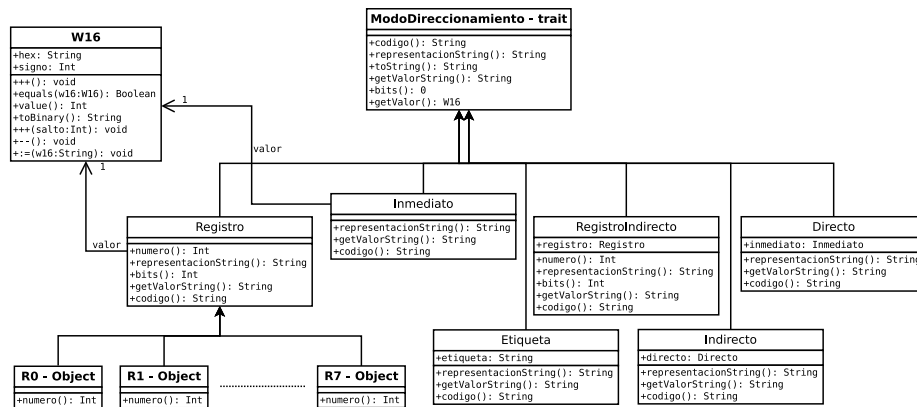 ModoDireccionamiento - trait
+codigo(): String
+representacionString(): String
+toString(): String
+getValorString(): String
+bits(): 0
+getValor(): W16
W16
+hex: String
+signo: Int
+++(): void
+equals(w16:W16): Boolean
+value(): Int
+toBinary(): String
+++(salto:Int): void
+--(): void
+:=(w16:String): void
1
valor
1
valor
Registro
+numero(): Int
+representacionString(): String
+bits(): Int
+getValorString(): String
+codigo(): String
Inmediato
+representacionString(): String
+getValorString(): String
+codigo(): String
RegistroIndirecto
+registro: Registro
+numero(): Int
+representacionString(): String
+bits(): Int
+getValorString(): String
+codigo(): String
Directo
+inmediato: Inmediato
+representacionString(): String
+getValorString(): String
+codigo(): String
Etiqueta
+etiqueta: String
+representacionString(): String
+getValorString(): String
+codigo(): String
Indirecto
+directo: Directo
+representacionString(): String
+getValorString(): String
+codigo(): String
R0 - Object
+numero(): Int
R1 - Object
+numero(): Int
R7 - Object
+numero(): Int